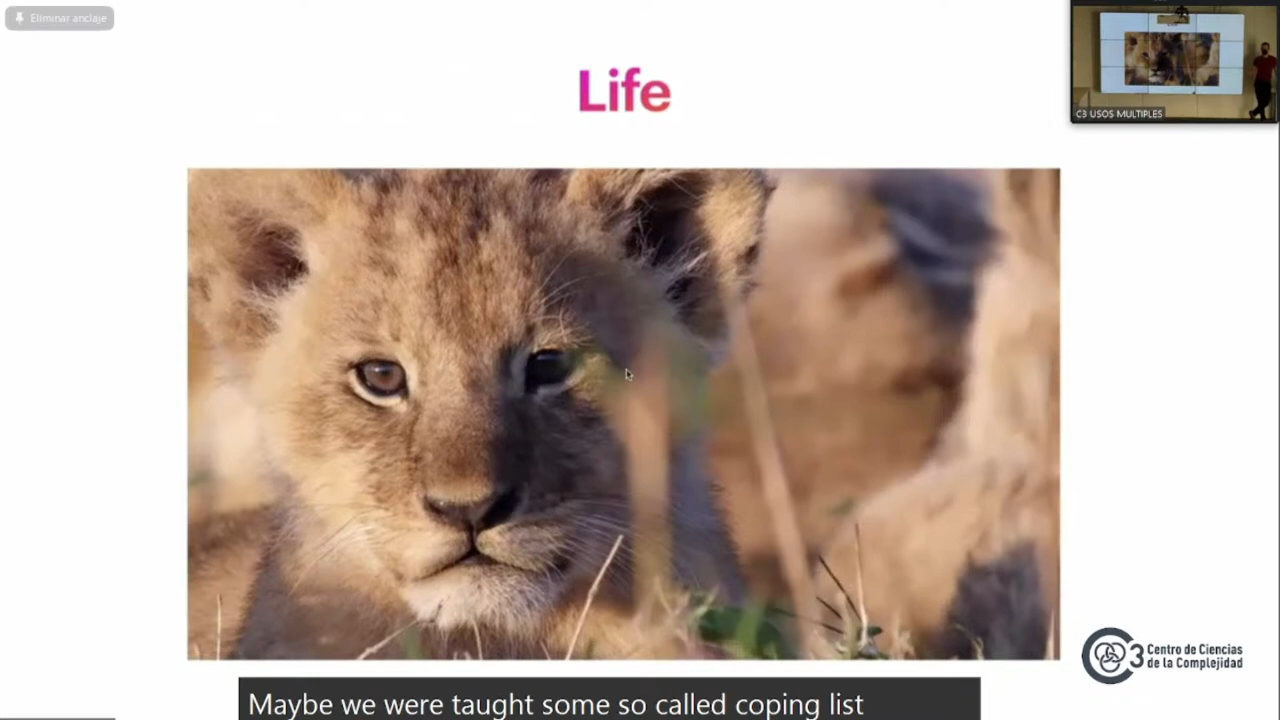 Eliminar anclaje
Life
C3 USOS MULTIPLES
C3 Centro de Ciencias
de la Complejidad
Maybe we were taught some so called coping list